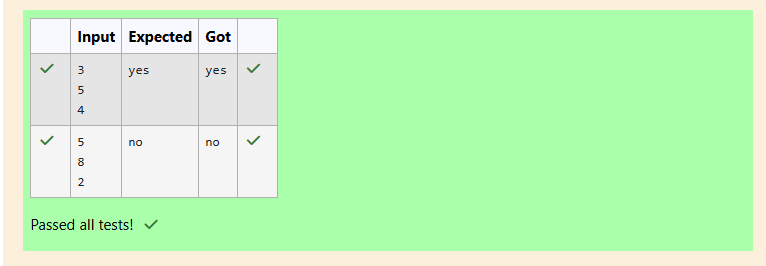 Input Expected Got
3 yes yes
5
4
5 no no
8
2
Passed all tests!